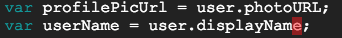 var profilePicUrl = user.photoURL;
var userName = user.displayName;